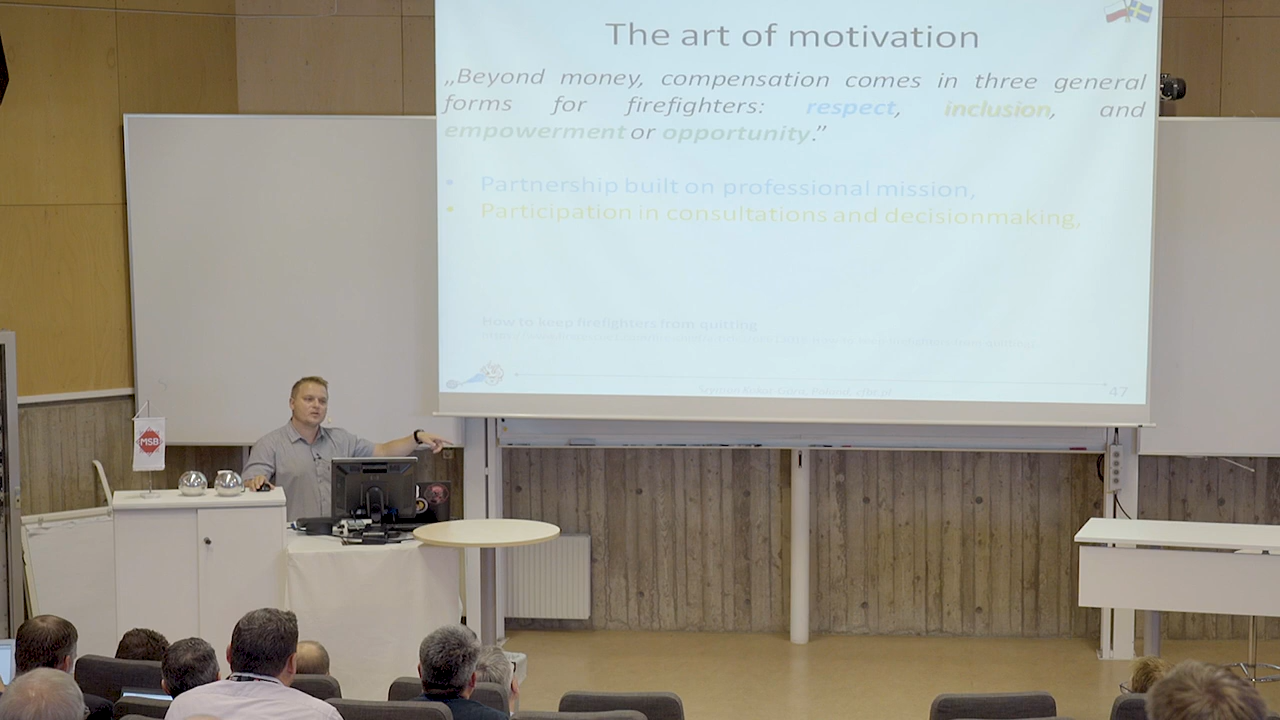 The art of motivation
„Beyond money, compensation comes in three general
forms for firefighters: respect, inclusion, and
empowerment or opportunity.”
• Partnership built on professional mission,
• Participation in consultations and decisionmaking,
How to keep firefighters from quitting
47
MSB